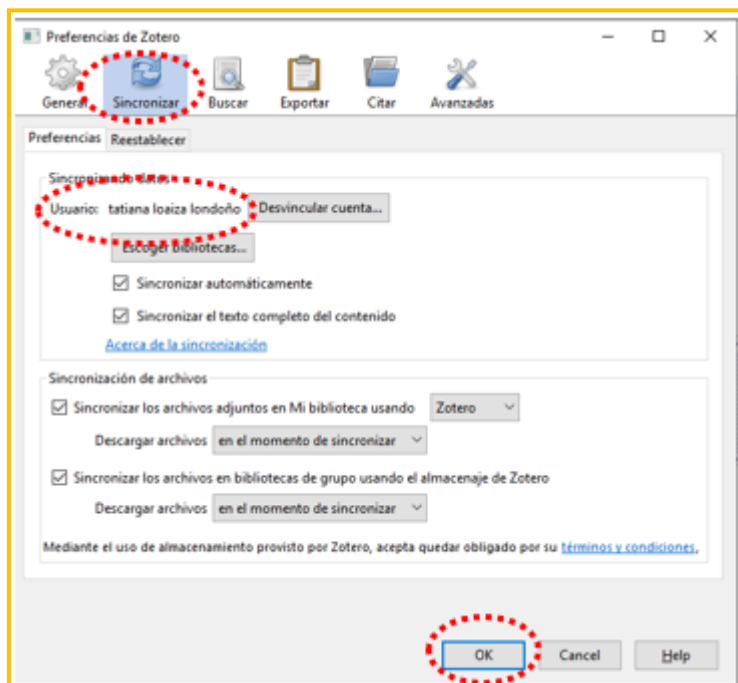 Preferencias de Zotero
General Sincronizar Buscar Exportar Citar Avanzadas
Preferencias Reestablecer
Sincronizando datos
Usuario: tatiana loaiza londoño Desvincular cuenta...
Escoger bibliotecas...
Sincronizar automáticamente
Sincronizar el texto completo del contenido
Acerca de la sincronización
Sincronización de archivos
Sincronizar los archivos adjuntos en Mi biblioteca usando Zotero
Descargar archivos en el momento de sincronizar
Sincronizar los archivos en bibliotecas de grupo usando el almacenaje de Zotero
Descargar archivos en el momento de sincronizar
Mediante el uso de almacenamiento provisto por Zotero, acepta quedar obligado por su términos y condiciones.
OK Cancel Help